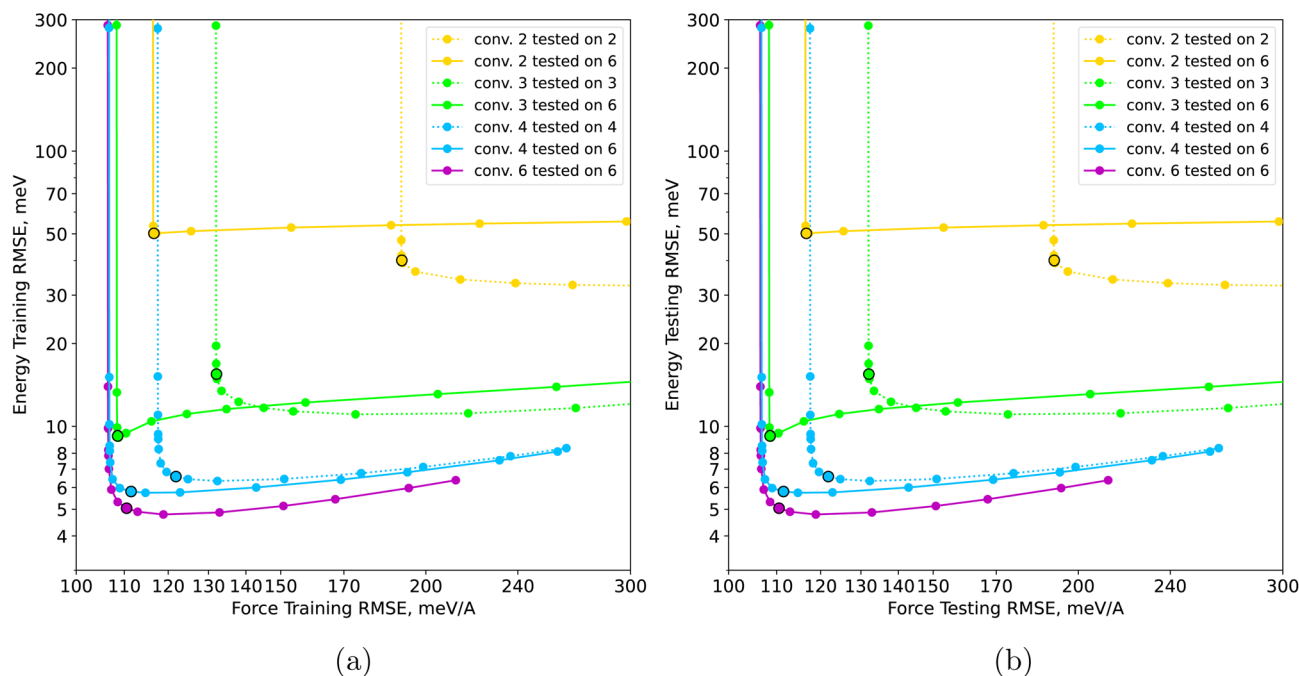 300
200
100
70
50
30
20
10
8
7
6
5
4
Energy Training RMSE, meV
conv. 2 tested on 2
conv. 2 tested on 6
conv. 3 tested on 3
conv. 3 tested on 6
conv. 4 tested on 4
conv. 4 tested on 6
conv. 6 tested on 6
100 110 120 130 140 150 170 200 240 300
Force Training RMSE, meV/A
(a)
300
200
100
70
50
30
20
10
8
7
6
5
4
Energy Testing RMSE, meV
conv. 2 tested on 2
conv. 2 tested on 6
conv. 3 tested on 3
conv. 3 tested on 6
conv. 4 tested on 4
conv. 4 tested on 6
conv. 6 tested on 6
100 110 120 130 140 150 170 200 240 300
Force Testing RMSE, meV/A
(b)